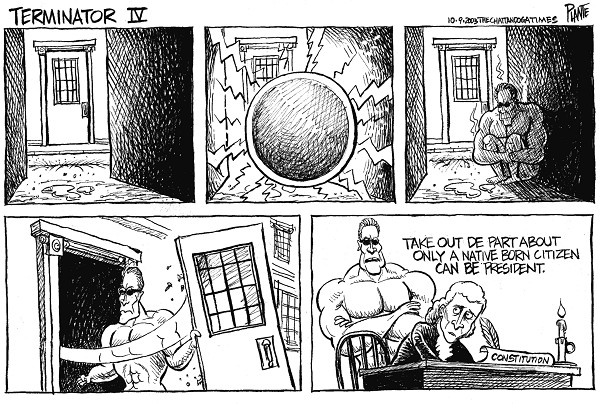 TERMINATOR IV
10·9·2003 THE CHATTANOOGA TIMES
PLANTE
TAKE OUT DE PART ABOUT
ONLY A NATIVE BORN CITIZEN
CAN BE PRESIDENT.
CONSTITUTION